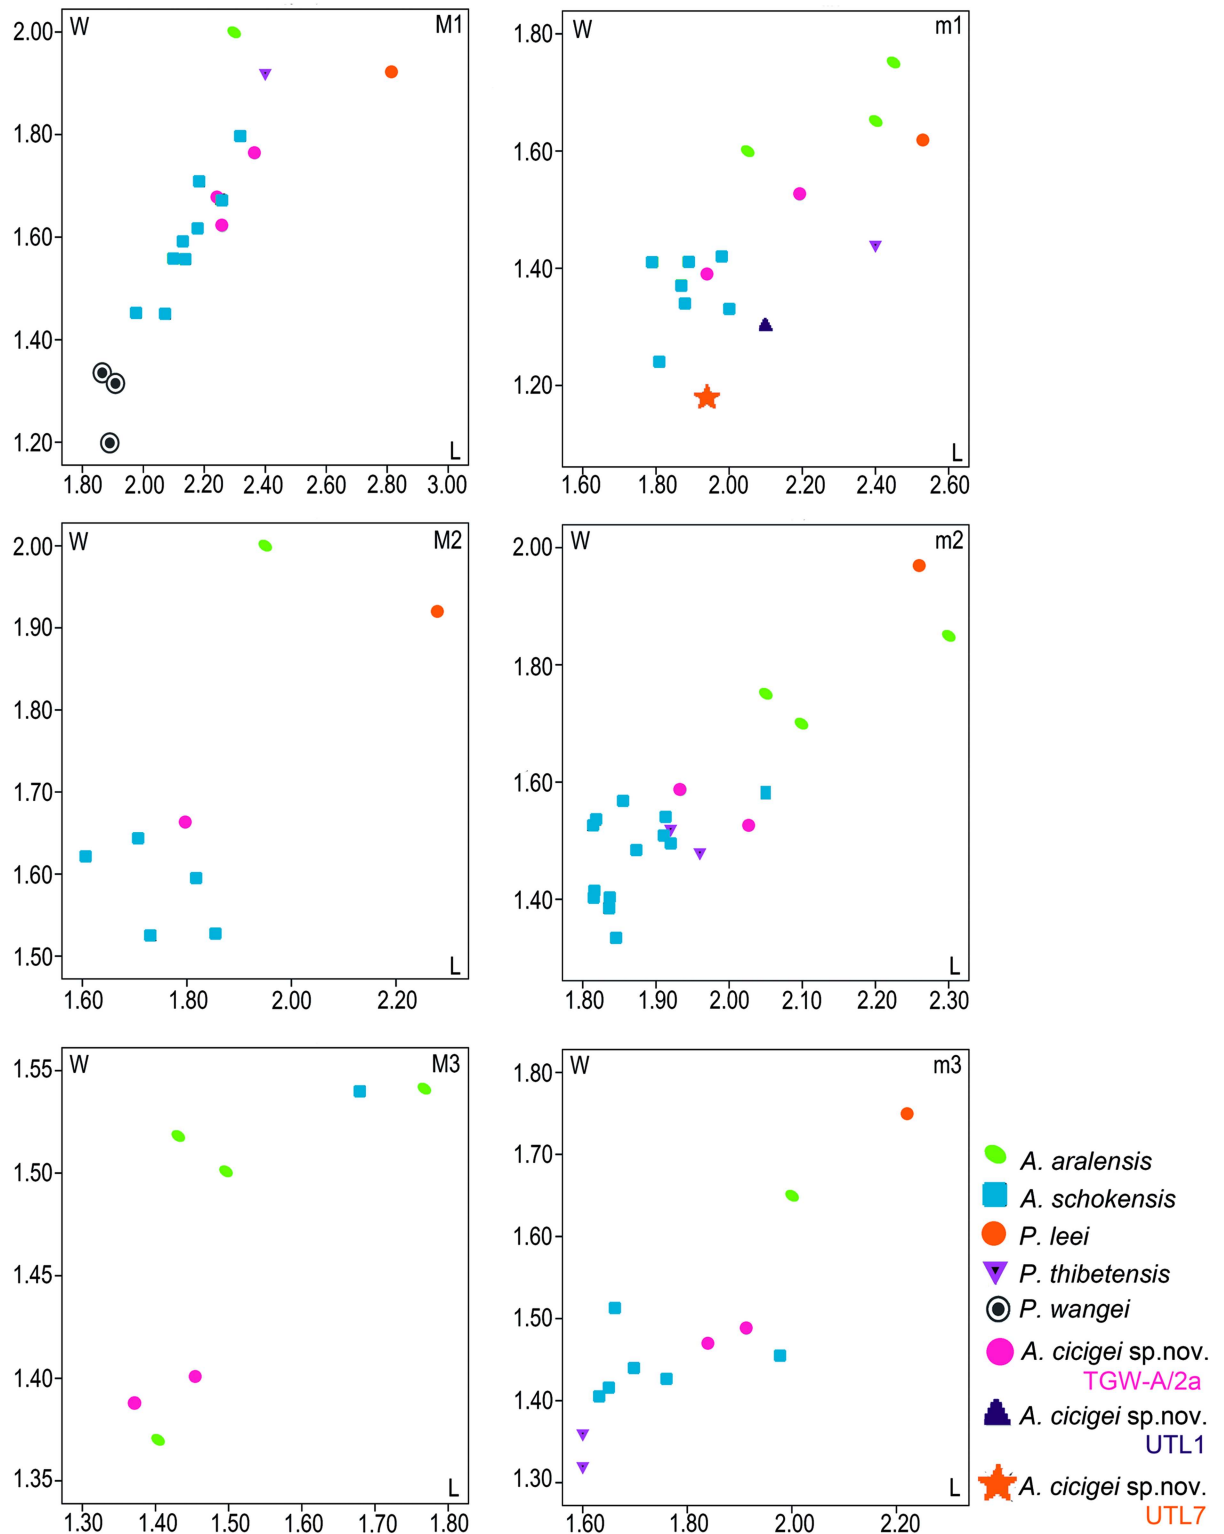 W M1
2.00
1.80
1.60
1.40
1.20
L
1.80 2.00 2.20 2.40 2.60 2.80 3.00
W m1
1.80
1.60
1.40
1.20
L
1.60 1.80 2.00 2.20 2.40 2.60
W M2
2.00
1.90
1.80
1.70
1.60
1.50
L
1.60 1.80 2.00 2.20
W m2
2.00
1.80
1.60
1.40
L
1.80 1.90 2.00 2.10 2.20 2.30
W M3
1.55
1.50
1.45
1.40
1.35
L
1.30 1.40 1.50 1.60 1.70 1.80
W m3
1.80
1.70
1.60
1.50
1.40
1.30
L
1.60 1.80 2.00 2.20
A. aralensis
A. schokensis
P. leei
P. thibetensis
P. wangei
A. cicigei sp.nov.
TGW-A/2a
A. cicigei sp.nov.
UTL1
A. cicigei sp.nov.
UTL7